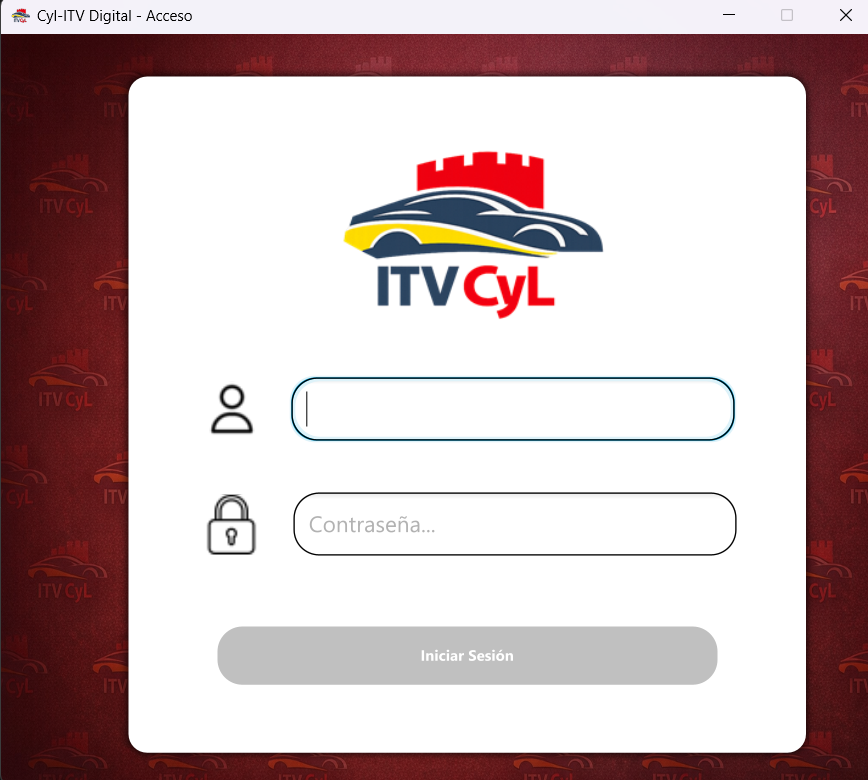 Cyl-ITV Digital - Acceso
ITV CyL
Contraseña...
Iniciar Sesión